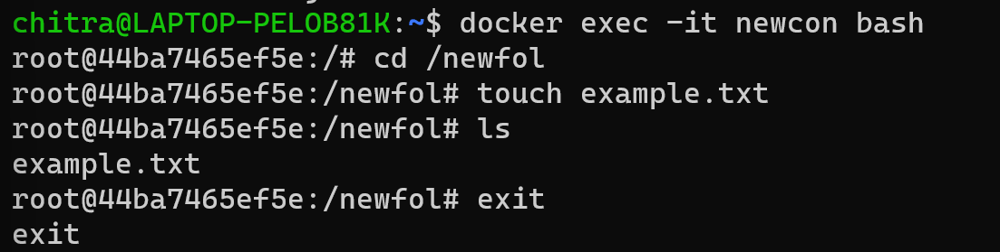 chitra@LAPTOP-PELOB81K:~$ docker exec -it newcon bash
root@44ba7465ef5e:/# cd /newfol
root@44ba7465ef5e:/newfol# touch example.txt
root@44ba7465ef5e:/newfol# ls
example.txt
root@44ba7465ef5e:/newfol# exit
exit